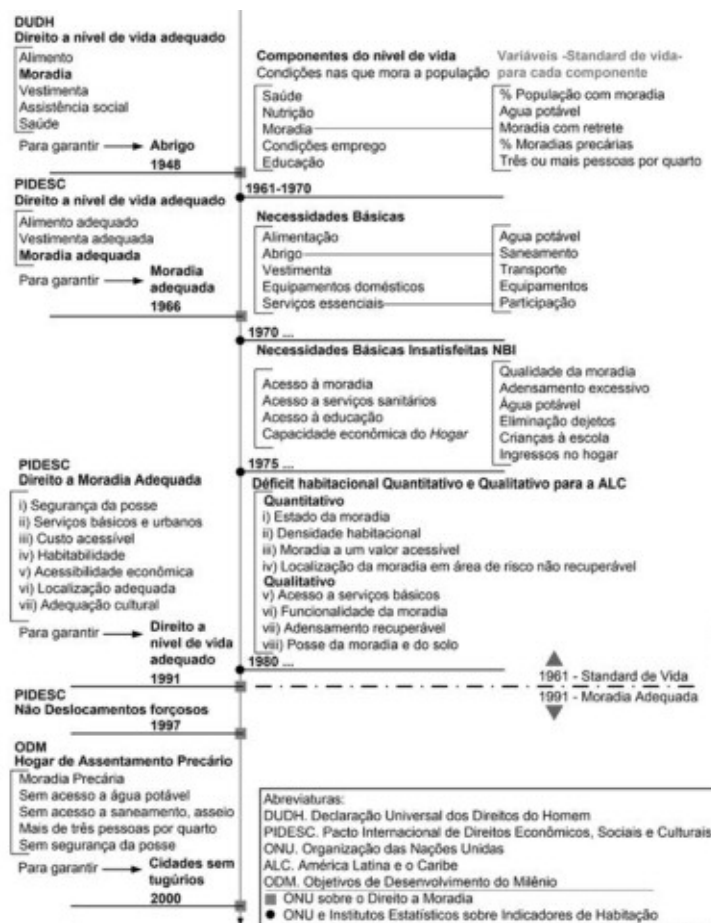 DUDH
Direito a nível de vida adequado
Alimento
Moradia
Vestimenta
Assistência social
Saúde
Para garantir Abrigo
1948
PIDESC
Direito a nível de vida adequado
Alimento adequado
Vestimenta adequada
Moradia adequada
Para garantir Moradia
adequada
1966
PIDESC
Direito a Moradia Adequada
i) Segurança da posse
ii) Serviços básicos e urbanos
iii) Custo acessível
iv) Habitabilidade
v) Acessibilidade econômica
vi) Localização adequada
vii) Adequação cultural
Para garantir Direito a
nível de vida
adequado
1991
PIDESC
Não Deslocamentos forçosos
1997
ODM
Hogar de Assentamento Precário
Moradia Precária
Sem acesso a água potável
Sem acesso a saneamento, asseio
Mais de três pessoas por quarto
Sem segurança da posse
Para garantir Cidades sem
tugúrios
2000
Componentes do nível de vida
Condições nas que mora a população
Saúde
Nutrição
Moradia
Condições emprego
Educação
Variáveis -Standard de vida-
para cada componente
% População com moradia
Agua potável
Moradia com retrete
% Moradias precárias
Três ou mais pessoas por quarto
1961-1970
Necessidades Básicas
Alimentação
Abrigo
Vestimenta
Equipamentos domésticos
Serviços essenciais
Agua potável
Saneamento
Transporte
Equipamentos
Participação
1970 ...
Necessidades Básicas Insatisfeitas NBI
Acesso à moradia
Acesso a serviços sanitários
Acesso à educação
Capacidade econômica do Hogar
Qualidade da moradia
Adensamento excessivo
Água potável
Eliminação dejetos
Crianças à escola
Ingressos no hogar
1975 ...
Déficit habitacional Quantitativo e Qualitativo para a ALC
Quantitativo
i) Estado da moradia
ii) Densidade habitacional
iii) Moradia a um valor acessível
iv) Localização da moradia em área de risco não recuperável
Qualitativo
v) Acesso a serviços básicos
vi) Funcionalidade da moradia
vii) Adensamento recuperável
viii) Posse da moradia e do solo
1980 ...
1961 - Standard de Vida
1991 - Moradia Adequada
Abreviaturas:
DUDH. Declaração Universal dos Direitos do Homem
PIDESC. Pacto Internacional de Direitos Econômicos, Sociais e Culturais
ONU. Organização das Nações Unidas
ALC. América Latina e o Caribe
ODM. Objetivos de Desenvolvimento do Milênio
ONU sobre o Direito a Moradia
ONU e Institutos Estatísticos sobre Indicadores de Habitação